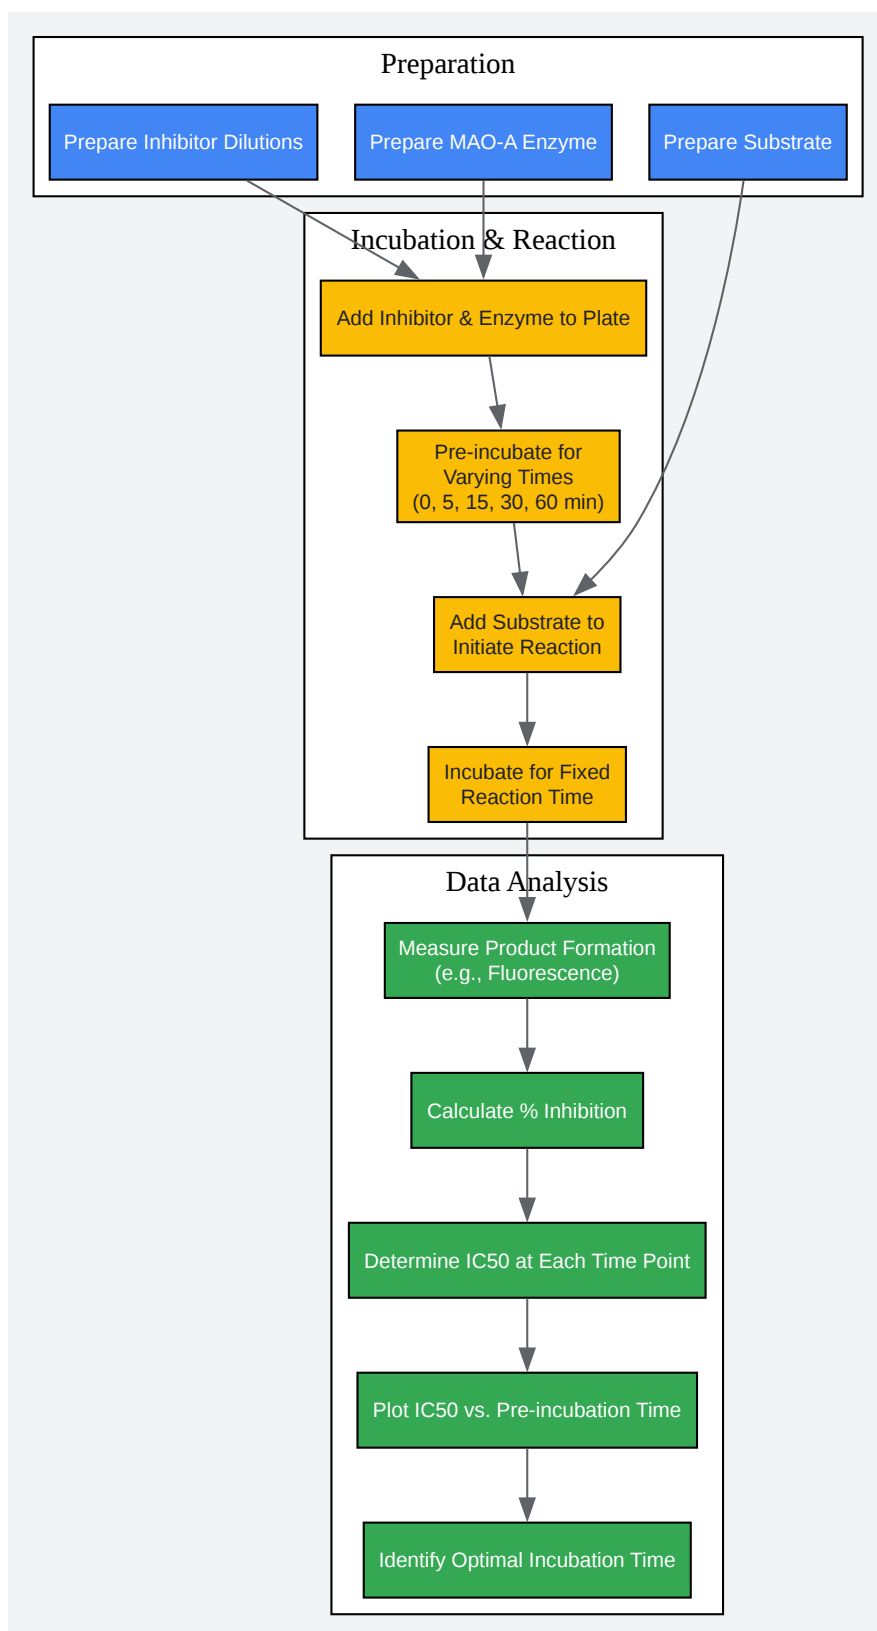 Preparation
Prepare Inhibitor Dilutions
Prepare MAO-A Enzyme
Prepare Substrate
Incubation & Reaction
Add Inhibitor & Enzyme to Plate
Pre-incubate for
Varying Times
(0, 5, 15, 30, 60 min)
Add Substrate to
Initiate Reaction
Incubate for Fixed
Reaction Time
Data Analysis
Measure Product Formation
(e.g., Fluorescence)
Calculate % Inhibition
Determine IC50 at Each Time Point
Plot IC50 vs. Pre-incubation Time
Identify Optimal Incubation Time